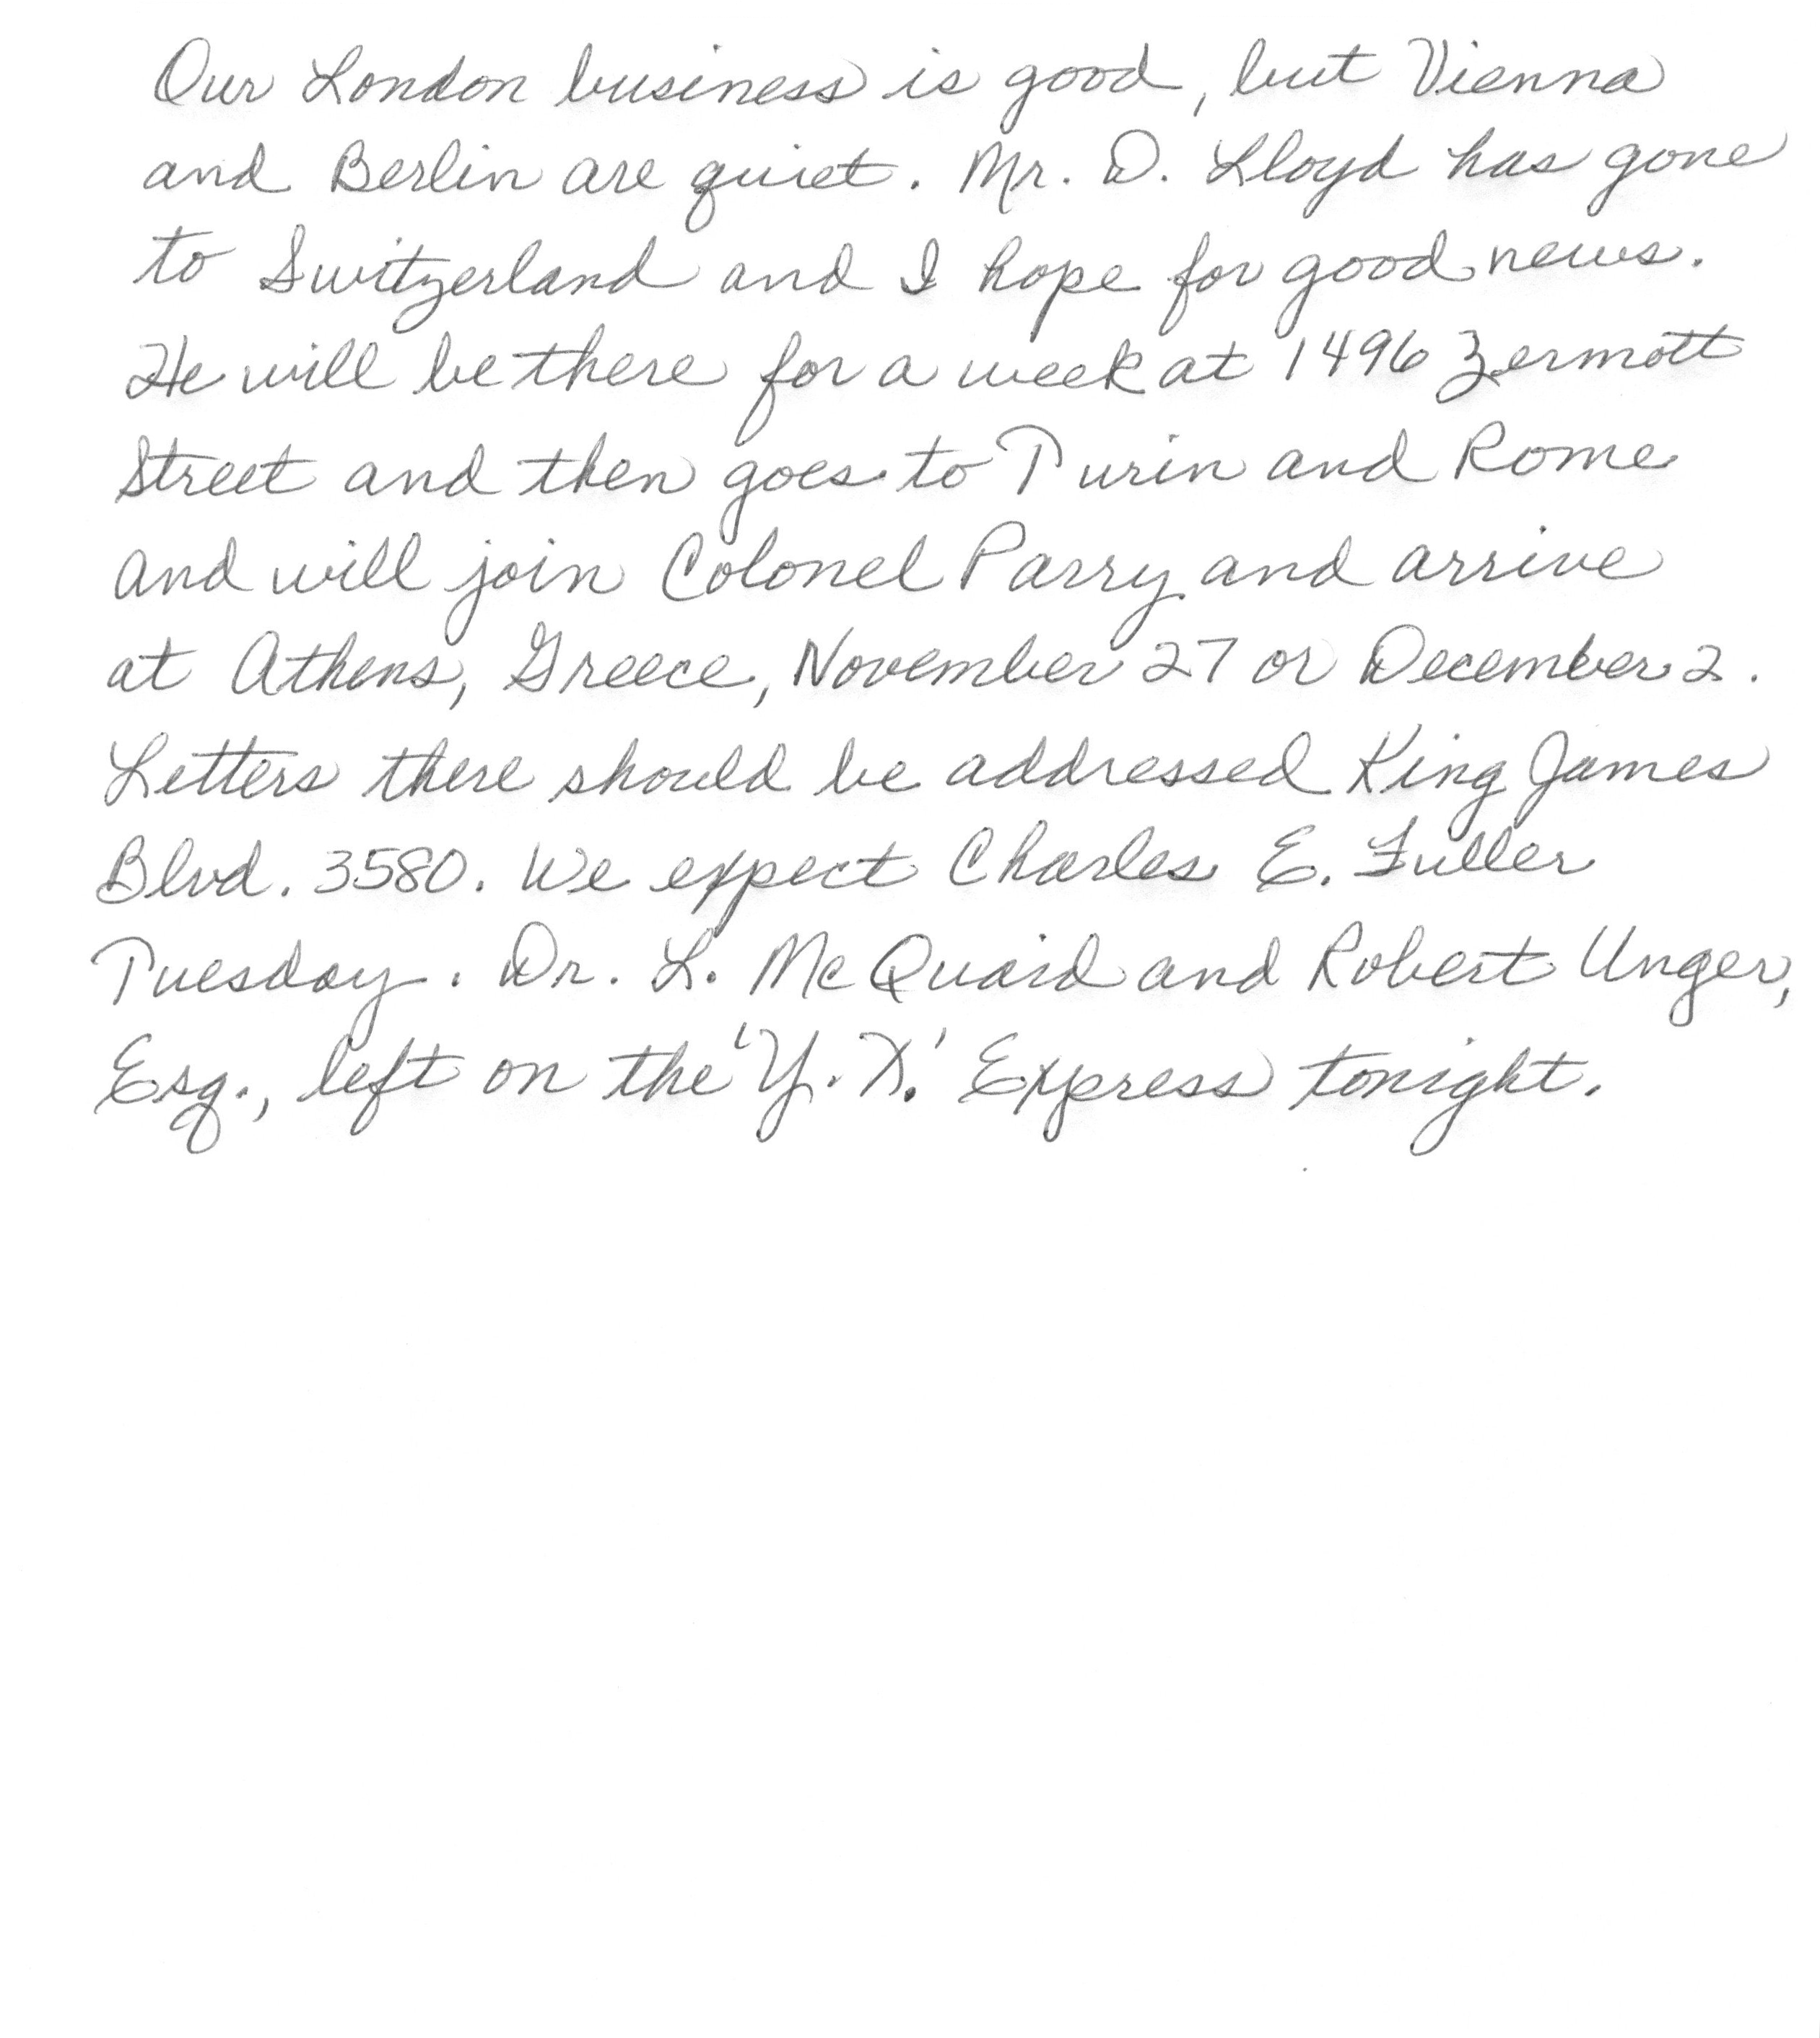 Our London business is good, but Vienna
and Berlin are quiet. Mr. D. Lloyd has gone
to Switzerland and I hope for good news.
He will be there for a week at 1496 Zermott
Street and then goes to Turin and Rome
and will join Colonel Parry and arrive
at Athens, Greece, November 27 or December 2.
Letters there should be addressed King James
Blvd. 3580. We expect Charles E. Fuller
Tuesday. Dr. L. McQuaid and Robert Unger,
Esq., left on the 'Y. X.' Express tonight.